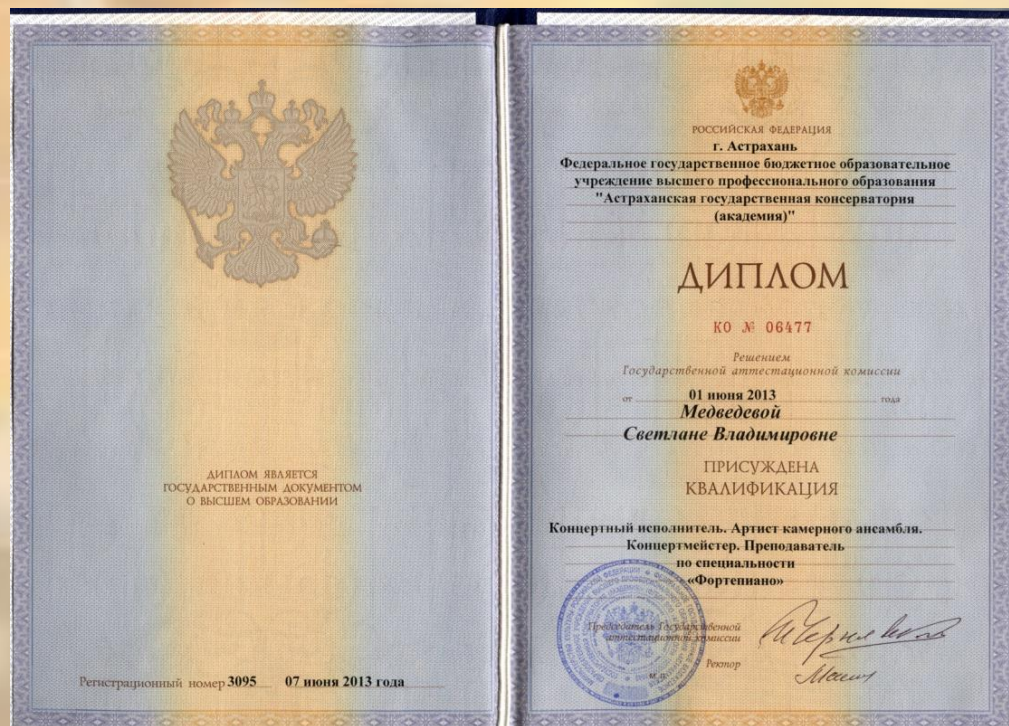 ДИПЛОМ ЯВЛЯЕТСЯ
ГОСУДАРСТВЕННЫМ ДОКУМЕНТОМ
О ВЫСШЕМ ОБРАЗОВАНИИ
Регистрационный номер 3095 07 июня 2013 года
РОССИЙСКАЯ ФЕДЕРАЦИЯ
г. Астрахань
Федеральное государственное бюджетное образовательное
учреждение высшего профессионального образования
"Астраханская государственная консерватория
(академия)"
ДИПЛОМ
КО № 06477
Решением
Государственной аттестационной комиссии
от 01 июня 2013 года
Медведевой
Светлане Владимировне
ПРИСУЖДЕНА
КВАЛИФИКАЦИЯ
Концертный исполнитель. Артист камерного ансамбля.
Концертмейстер. Преподаватель
по специальности
«Фортепиано»
Председатель Государственной
аттестационной комиссии
Ректор
М.П.